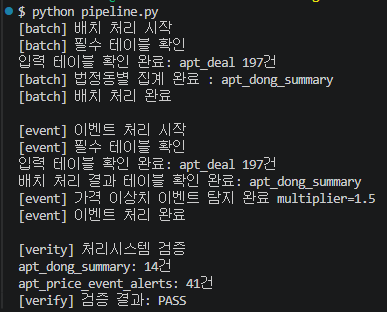 $ python pipeline.py
[batch] 배치 처리 시작
[batch] 필수 테이블 확인
입력 테이블 확인 완료: apt_deal 197건
[batch] 법정동별 집계 완료 : apt_dong_summary
[batch] 배치 처리 완료
[event] 이벤트 처리 시작
[event] 필수 테이블 확인
입력 테이블 확인 완료: apt_deal 197건
배치 처리 결과 테이블 확인 완료: apt_dong_summary
[event] 가격 이상치 이벤트 탐지 완료 multiplier=1.5
[event] 이벤트 처리 완료
[verity] 처리시스템 검증
apt_dong_summary: 14건
apt_price_event_alerts: 41건
[verify] 검증 결과: PASS